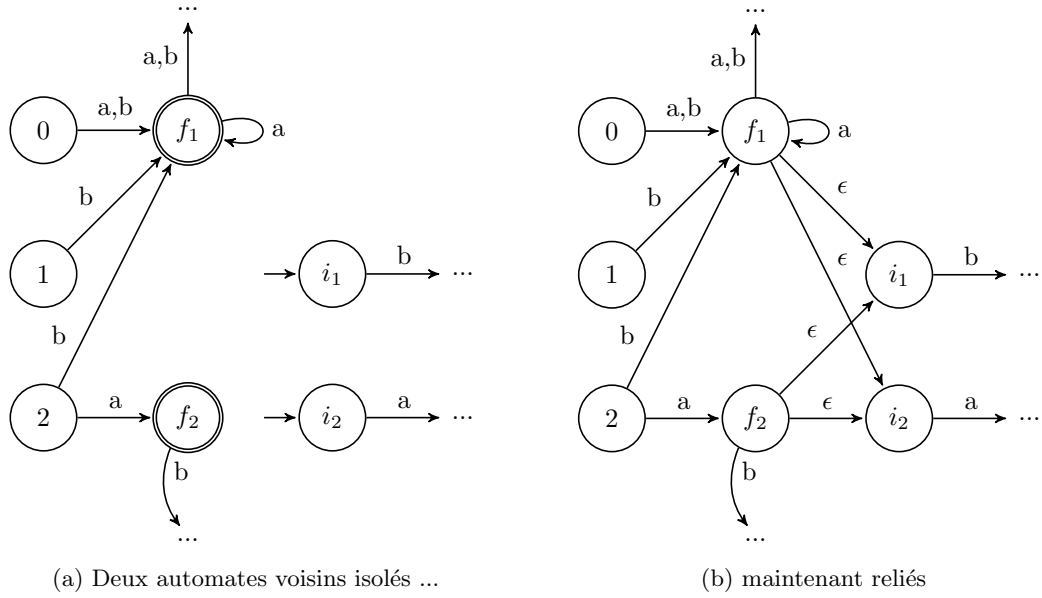 ...
...
a,b
a,b
0
a,b
f₁
a
0
a,b
f₁
a
b
ϵ
b
1
i₁
b
...
1
ϵ
i₁
b
...
b
b
ϵ
2
a
f₂
i₂
a
...
2
a
f₂
ϵ
i₂
a
...
b
b
...
...
(a) Deux automates voisins isolés ...
(b) maintenant reliés